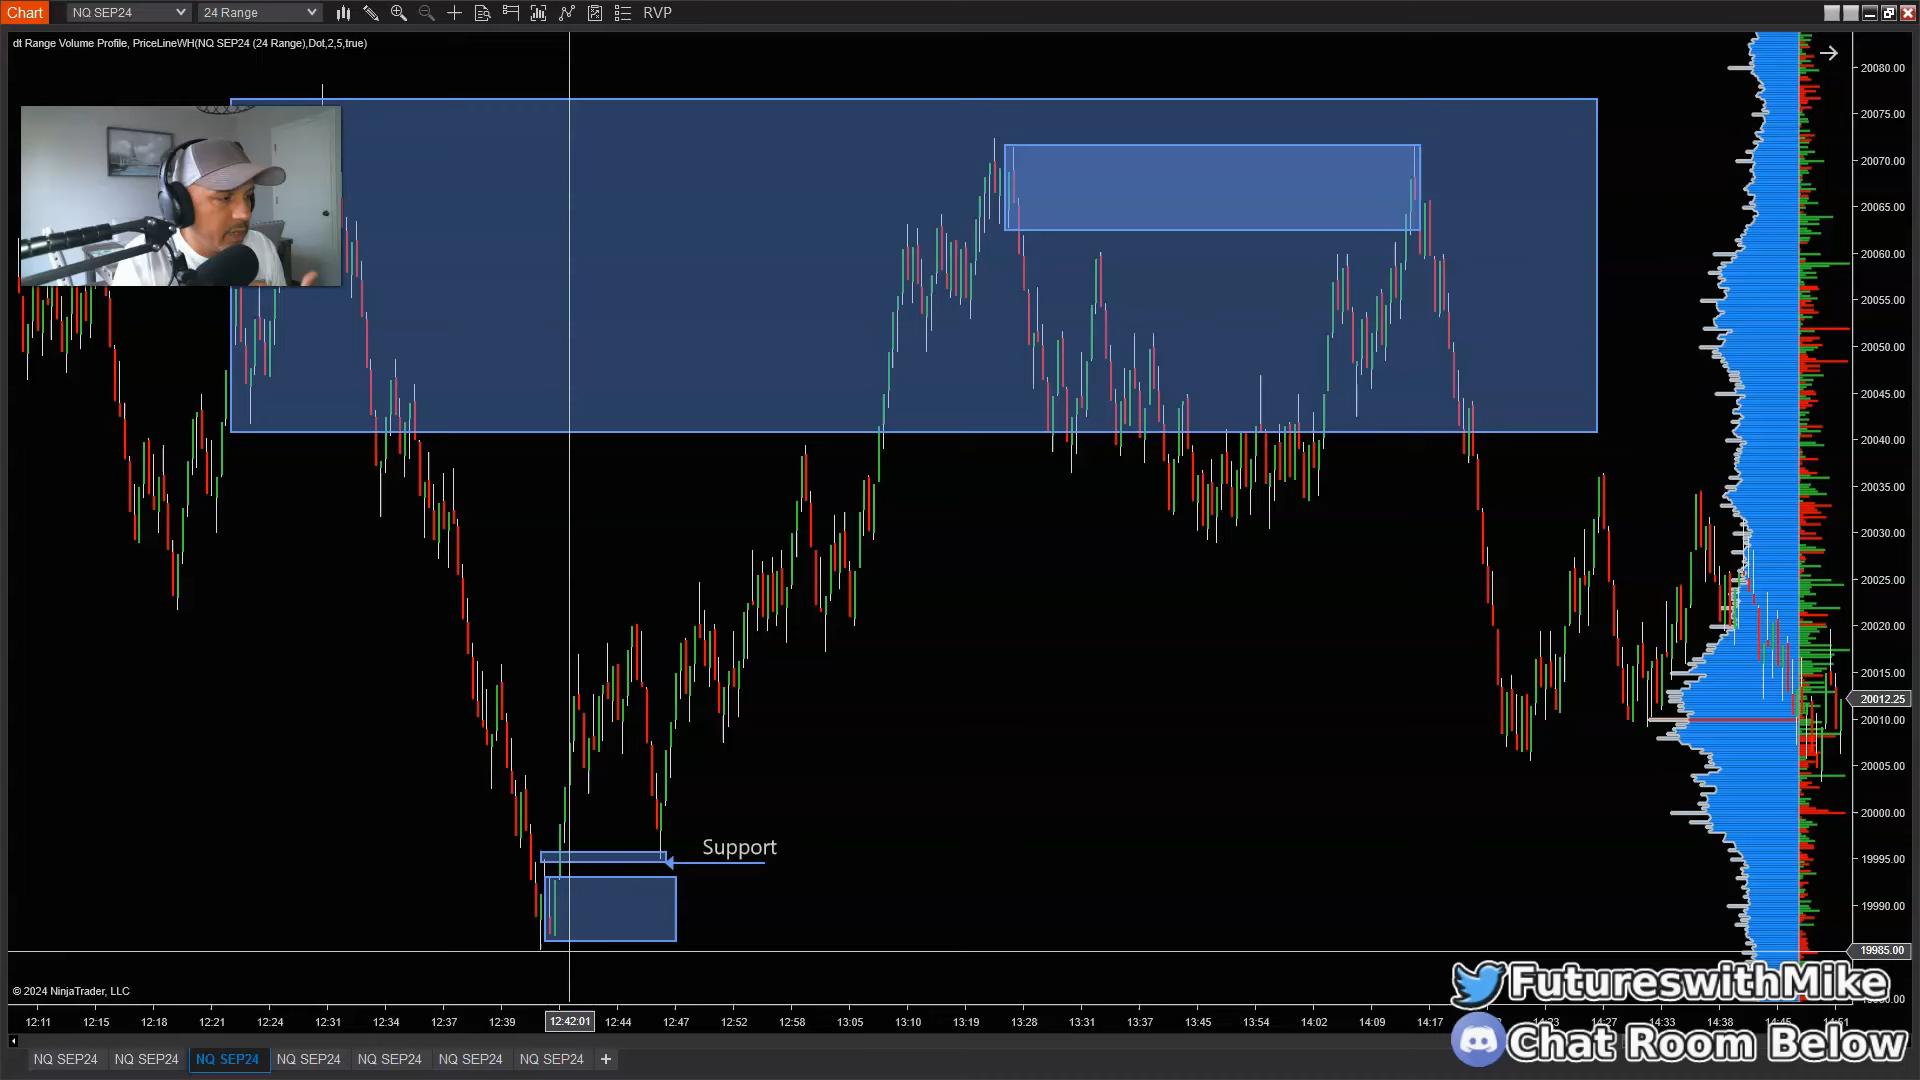 Chart NQ SEP24 24 Range RVP
dt Range Volume Profile, PriceLineWH(NQ SEP24 (24 Range),Dot,2,5,true)
20080.00
20075.00
20070.00
20065.00
20060.00
20055.00
20050.00
20045.00
20040.00
20035.00
20030.00
20025.00
20020.00
20015.00
20012.25
20010.00
20005.00
20000.00
19995.00
19990.00
19985.00
Support
© 2024 NinjaTrader, LLC
FutureswithMike
Chat Room Below
12:11 12:15 12:18 12:21 12:24 12:31 12:34 12:37 12:39 12:42:01 12:44 12:47 12:52 12:58 13:05 13:10 13:19 13:28 13:31 13:37 13:45 13:54 14:02 14:09 14:17 14:27 14:33 14:38 14:45 14:51
NQ SEP24 NQ SEP24 NQ SEP24 NQ SEP24 NQ SEP24 NQ SEP24 NQ SEP24 +